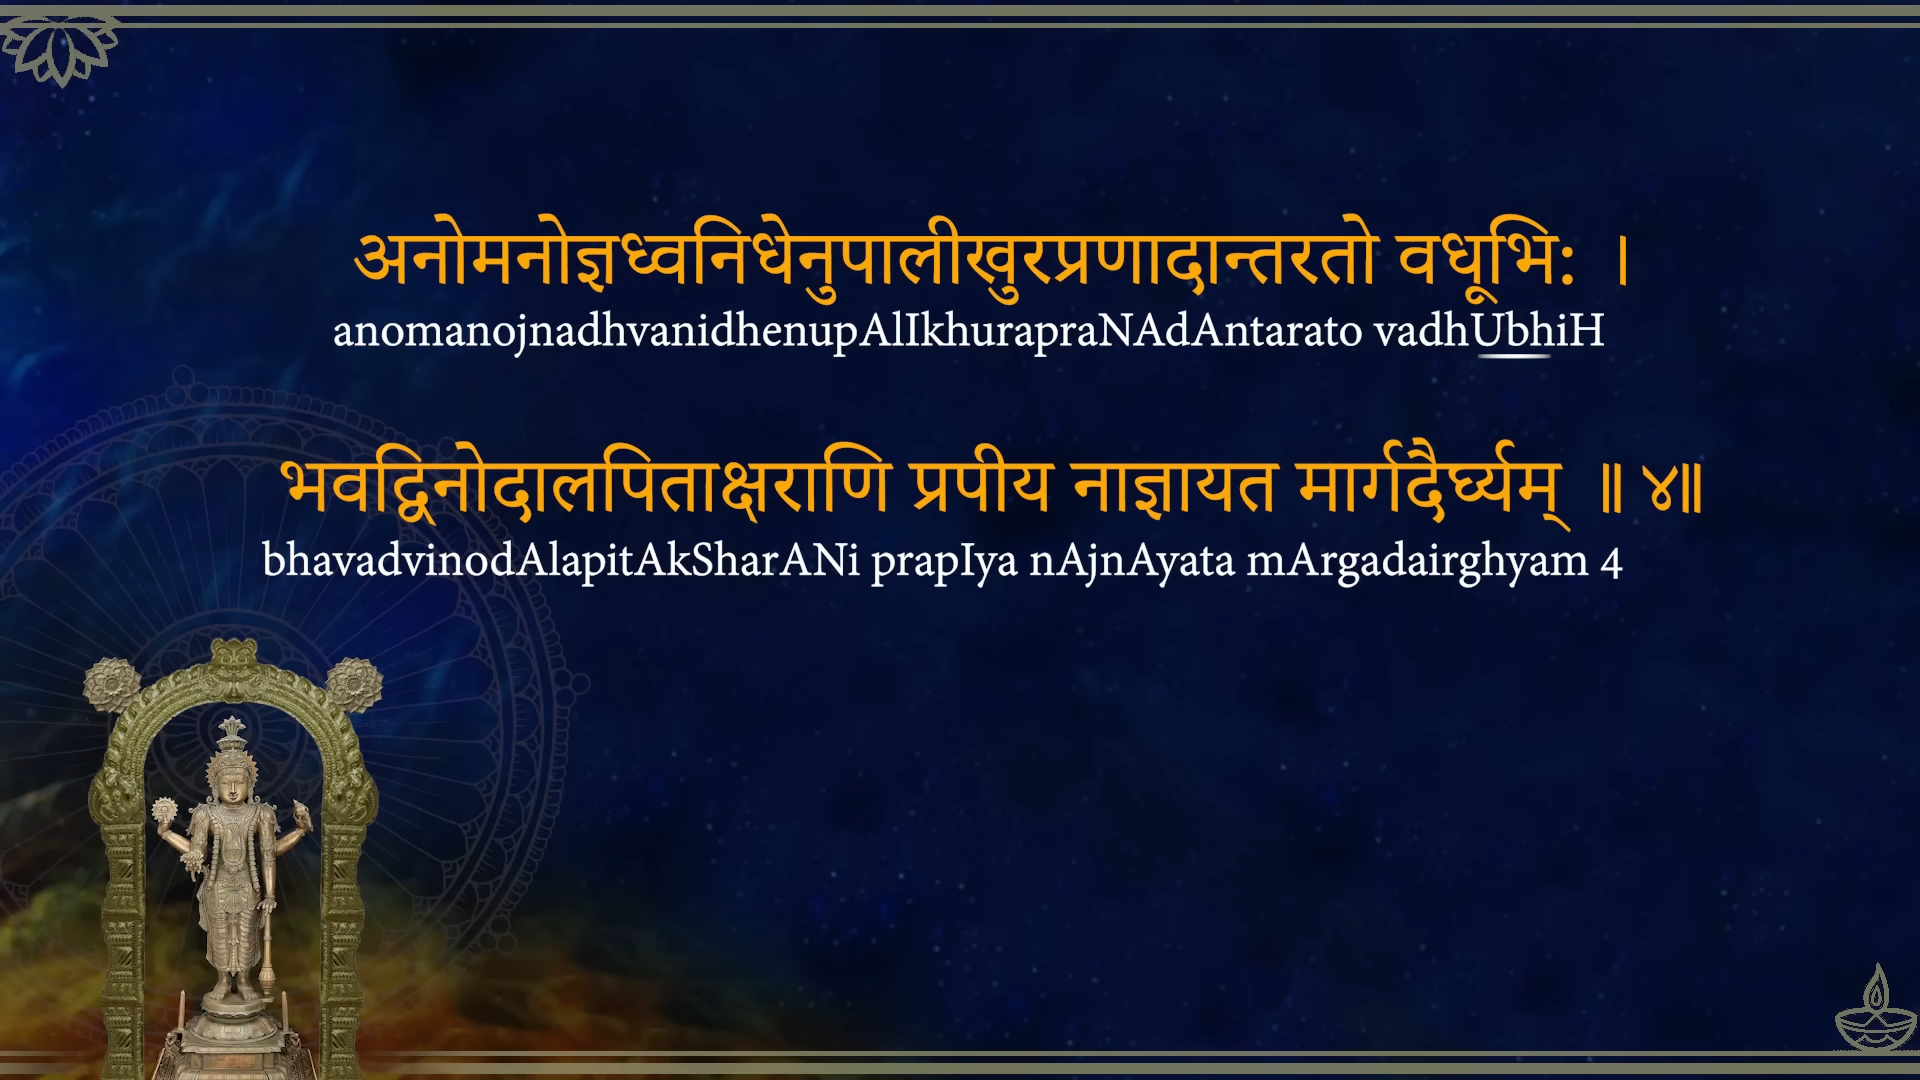 अनोमनोज्ञध्वनिधेनुपालीखुरप्रणादान्तरतो वधूभि: ।
anomanojnadhvanidhenupAlIkhurapraNAdAntarato vadhUbhiH
भवद्विनोदालपिताक्षराणि प्रपीय नाज्ञायत मार्गदैर्घ्यम् ॥ ४॥
bhavadvinodAlapitAkSharANi prapIya nAjnAyata mArgadairghyam 4